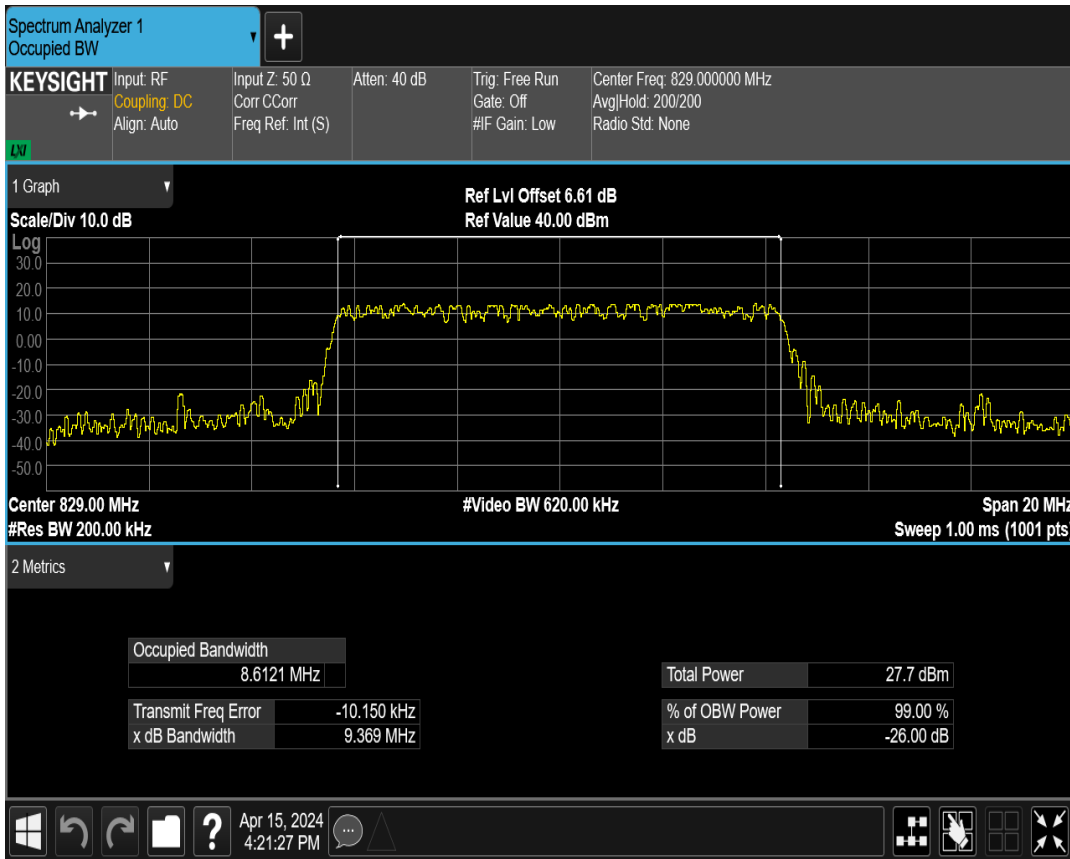 Spectrum Analyzer 1
Occupied BW
+
KEYSIGHT
LXI
Input: RF
Coupling: DC
Align: Auto
Input Z: 50 Ω
Corr CCorr
Freq Ref: Int (S)
Atten: 40 dB
Trig: Free Run
Gate: Off
#IF Gain: Low
Center Freq: 829.000000 MHz
Avg|Hold: 200/200
Radio Std: None
1 Graph
Ref Lvl Offset 6.61 dB
Scale/Div 10.0 dB
Ref Value 40.00 dBm
Log
30.0
20.0
10.0
0.00
-10.0
-20.0
-30.0
-40.0
-50.0
Center 829.00 MHz
#Video BW 620.00 kHz
Span 20 MHz
#Res BW 200.00 kHz
Sweep 1.00 ms (1001 pts)
2 Metrics
Occupied Bandwidth
8.6121 MHz
Total Power 27.7 dBm
Transmit Freq Error -10.150 kHz
% of OBW Power 99.00 %
x dB Bandwidth 9.369 MHz
x dB -26.00 dB
?
Apr 15, 2024
4:21:27 PM